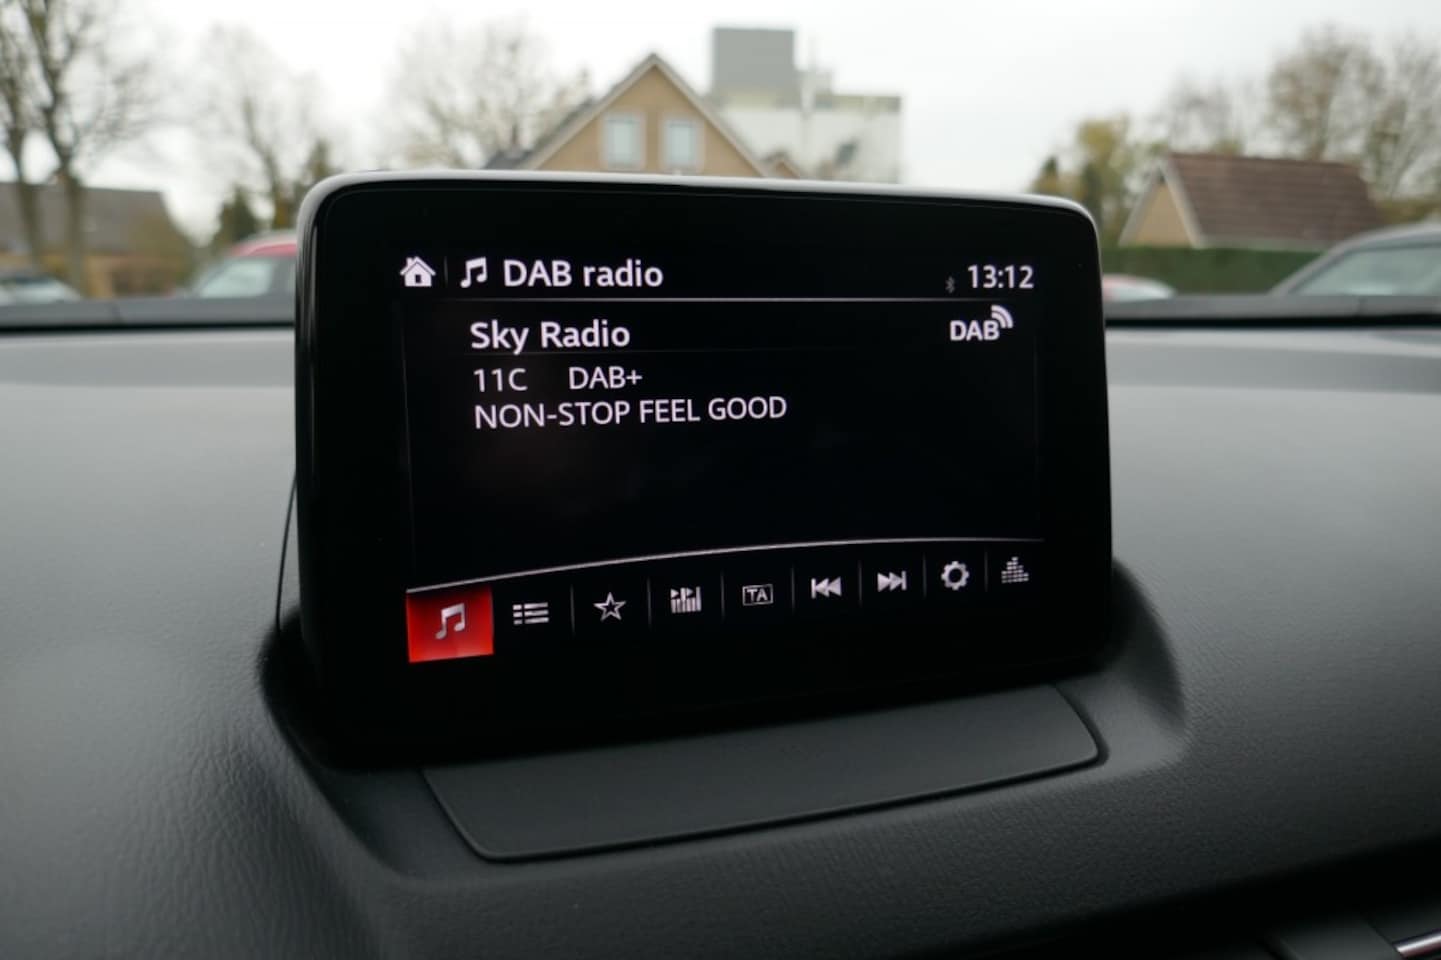 DAB radio 13:12
Sky Radio DAB
11C DAB+
NON-STOP FEEL GOOD
TA